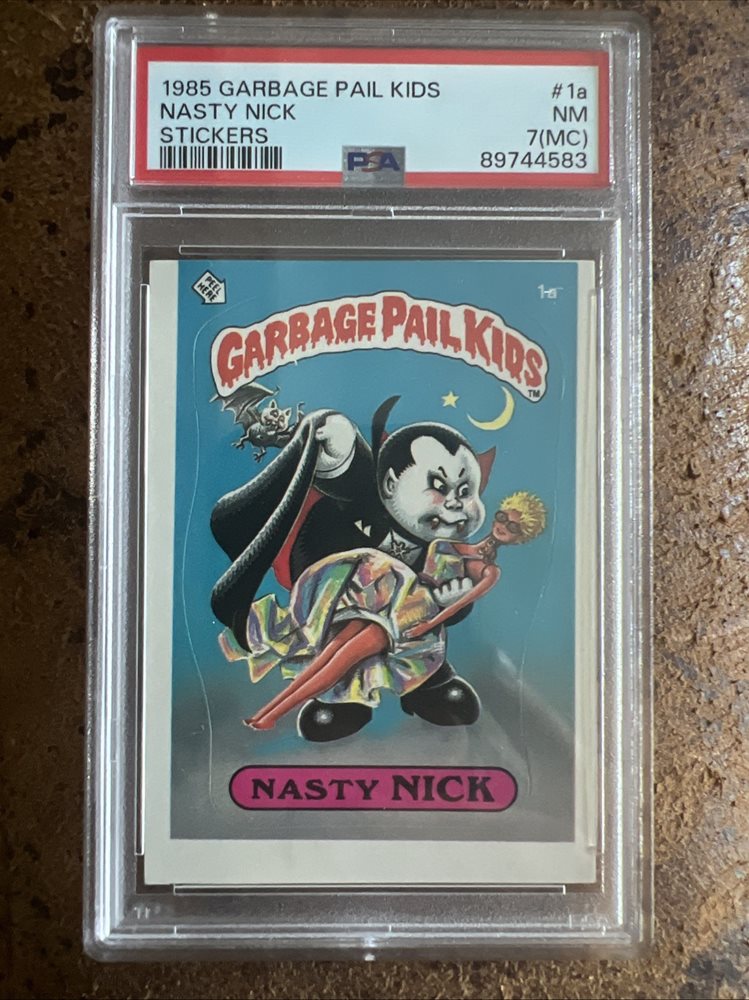 1985 GARBAGE PAIL KIDS #1a
NASTY NICK NM
STICKERS 7(MC)
PSA 89744583
PEEL HERE 1a
GARBAGE PAIL KIDS TM
NASTY NICK